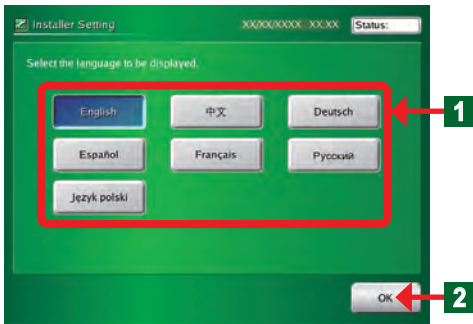 Installer Setting XX/XX/XXXX XX:XX Status:
Select the language to be displayed.
English 中文 Deutsch
1
Español Français Русский
Język polski
OK
2